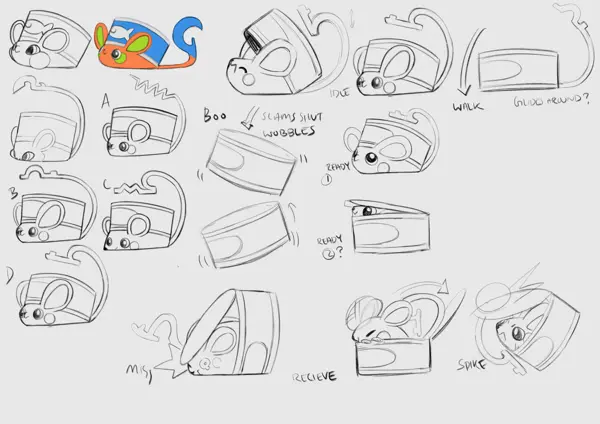 A
BOO
SLAMS SHUT
WOBBLES
IDLE
WALK
GLIDE AROUND?
B
C
READY
①
READY
②?
D
MISS
RECIEVE
SPIKE